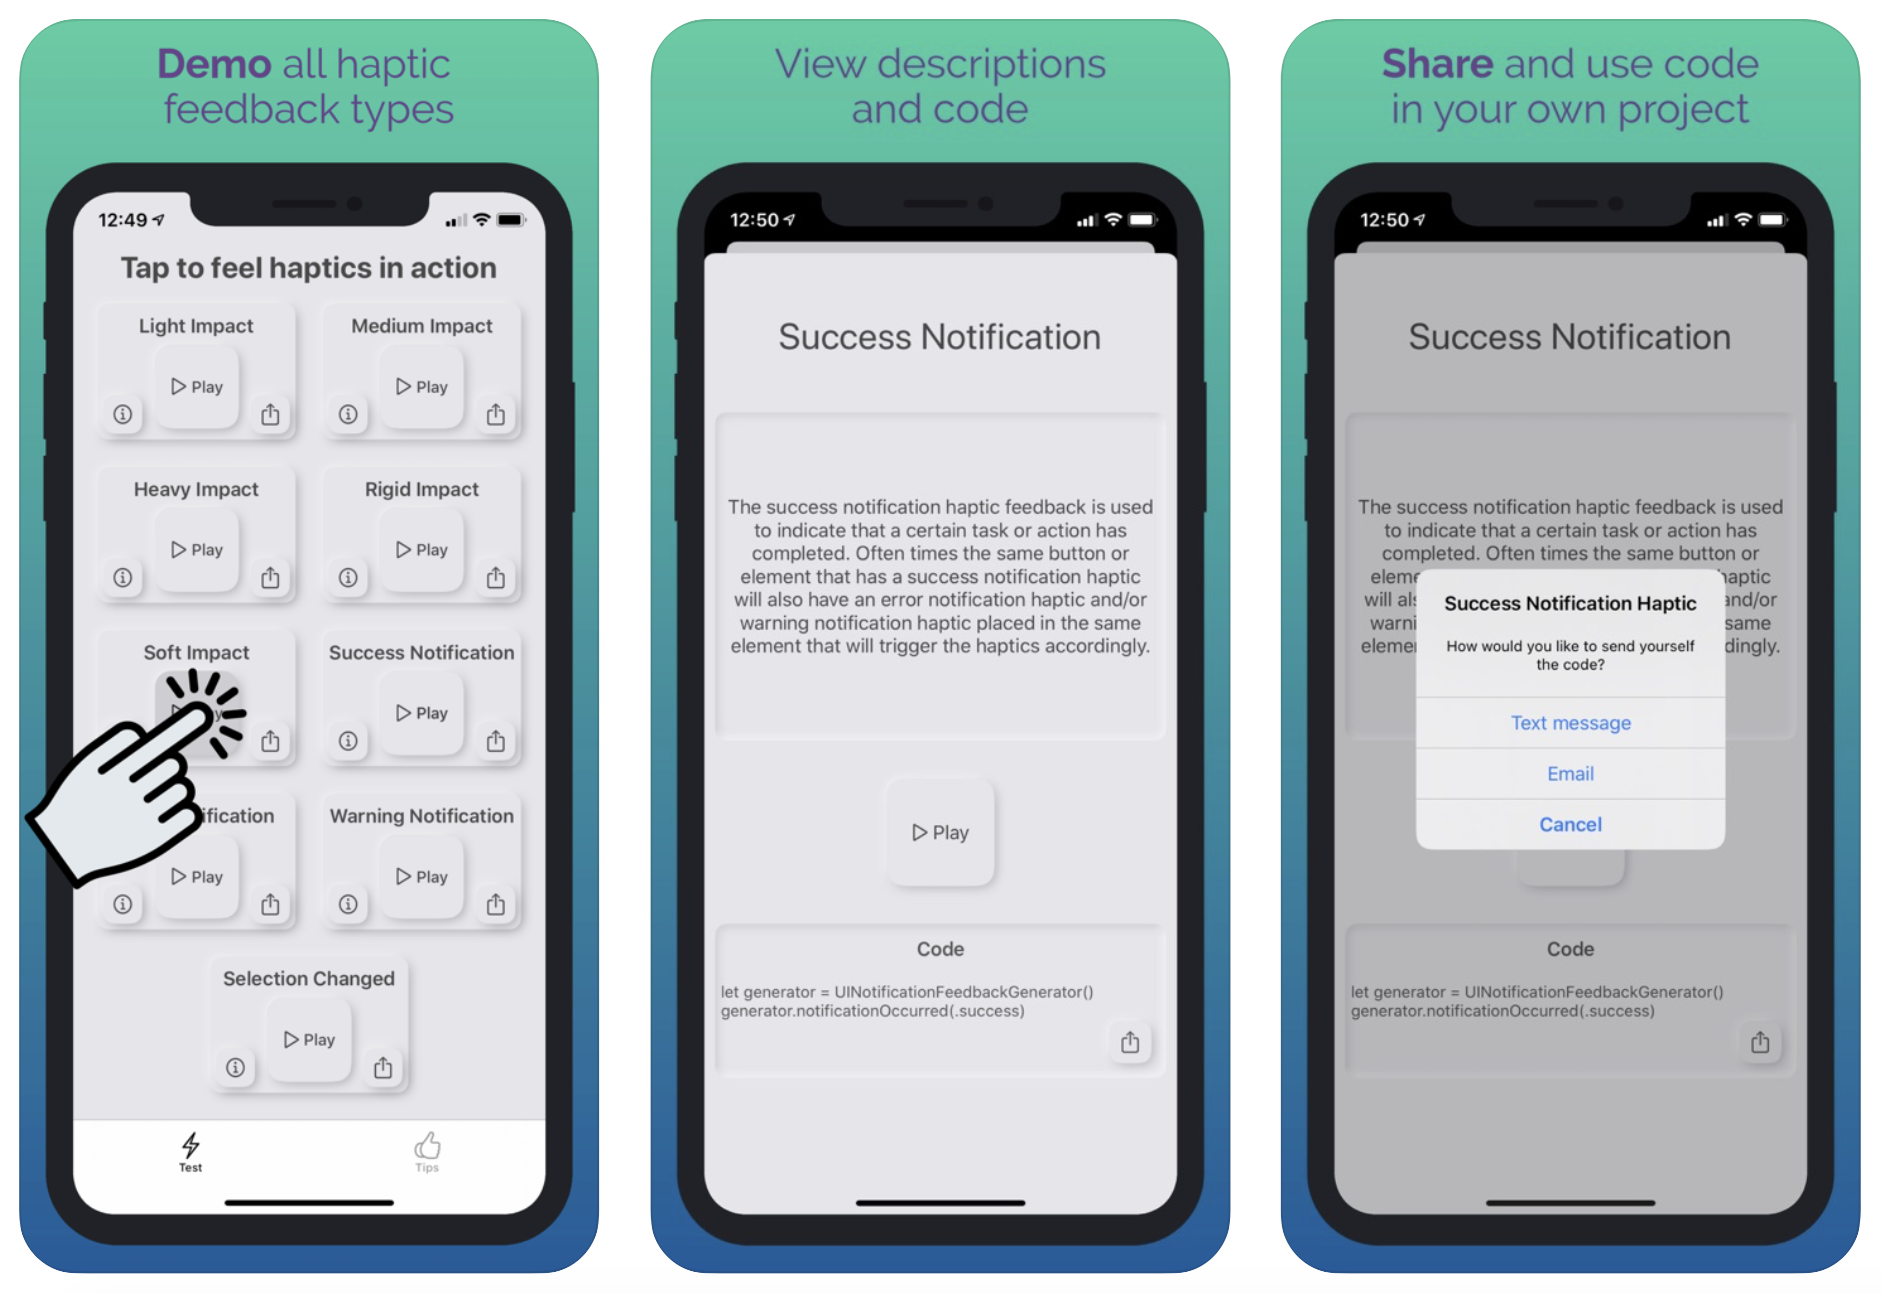 Demo all haptic
feedback types
12:49
Tap to feel haptics in action
Light Impact
Play
Medium Impact
Play
Heavy Impact
Play
Rigid Impact
Play
Soft Impact
Success Notification
Play
ification
Play
Warning Notification
Play
Selection Changed
Play
Test
Tips
View descriptions
and code
12:50
Success Notification
The success notification haptic feedback is used
to indicate that a certain task or action has
completed. Often times the same button or
element that has a success notification haptic
will also have an error notification haptic and/or
warning notification haptic placed in the same
element that will trigger the haptics accordingly.
Play
Code
let generator = UINotificationFeedbackGenerator()
generator.notificationOccurred(.success)
Share and use code
in your own project
12:50
Success Notification
The success notification haptic feedback is used
to indicate that a certain task or action has
completed. Often times the same button or
eleme haptic
will als and/or
warni same
elemen dingly.
Success Notification Haptic
How would you like to send yourself
the code?
Text message
Email
Cancel
Code
let generator = UINotificationFeedbackGenerator()
generator.notificationOccurred(.success)